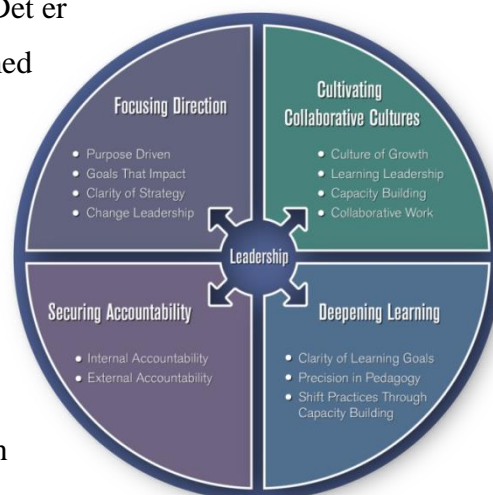 Det er
ned
Focusing Direction
• Purpose Driven
• Goals That Impact
• Clarity of Strategy
• Change Leadership
Cultivating
Collaborative Cultures
• Culture of Growth
• Learning Leadership
• Capacity Building
• Collaborative Work
Leadership
Securing Accountability
• Internal Accountability
• External Accountability
Deepening Learning
• Clarity of Learning Goals
• Precision in Pedagogy
• Shift Practices Through
Capacity Building
n